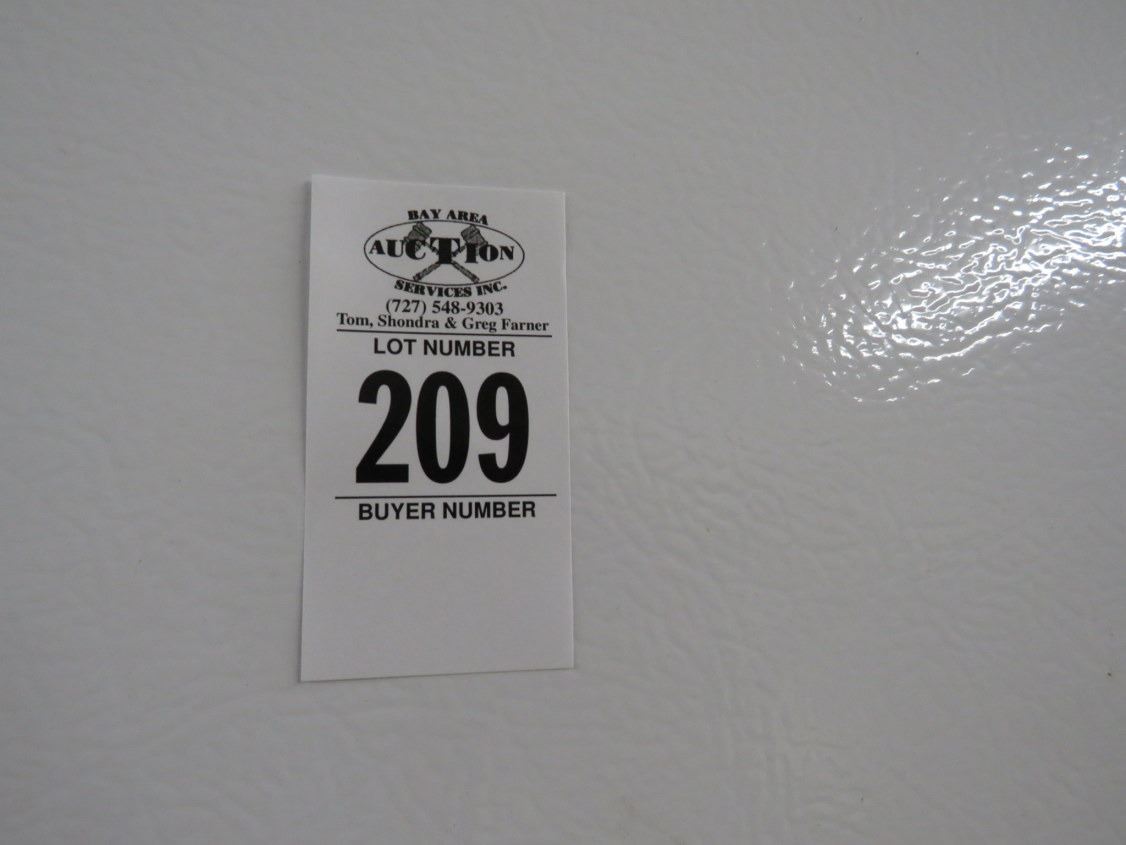 BAY AREA
AUCTION
SERVICES INC.
(727) 548-9303
Tom, Shondra & Greg Farner
LOT NUMBER
209
BUYER NUMBER